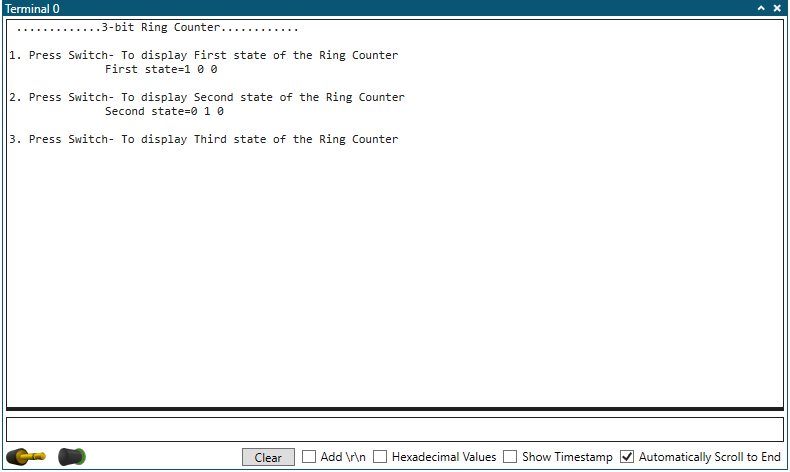 Terminal 0
.............3-bit Ring Counter............
1. Press Switch- To display First state of the Ring Counter
First state=1 0 0
2. Press Switch- To display Second state of the Ring Counter
Second state=0 1 0
3. Press Switch- To display Third state of the Ring Counter
Clear Add \r\n Hexadecimal Values Show Timestamp Automatically Scroll to End